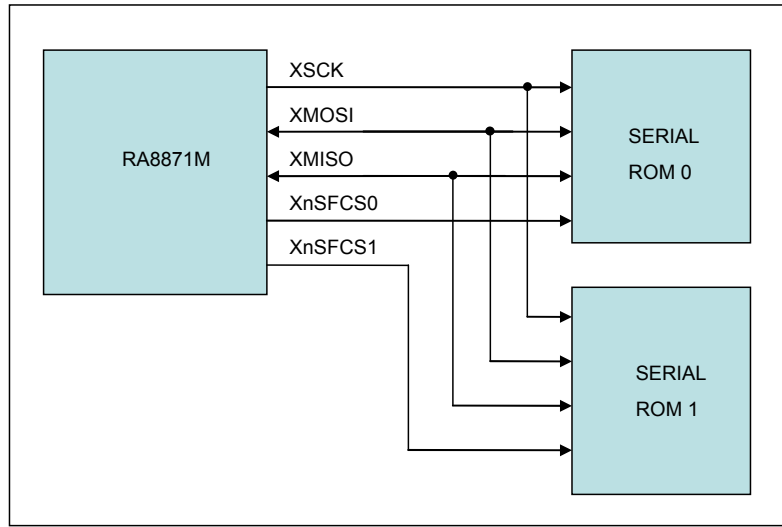 RA8871M
XSCK
XMOSI
XMISO
XnSFCS0
XnSFCS1
SERIAL
ROM 0
SERIAL
ROM 1